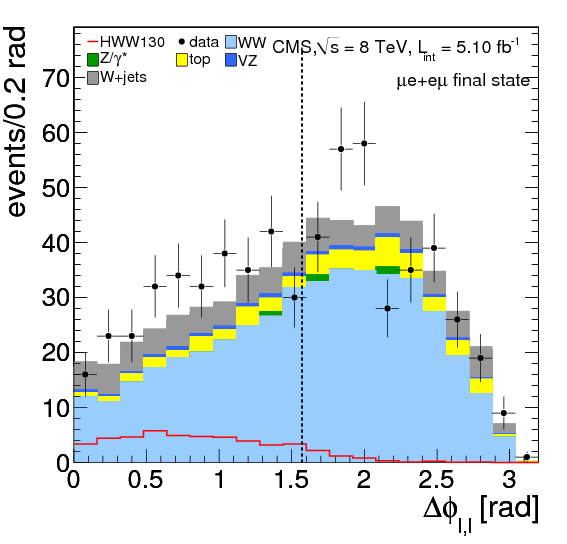 HWW130 data WW CMS,√s = 8 TeV, L_int = 5.10 fb⁻¹
Z/γ* top VZ
W+jets μe+eμ final state
events/0.2 rad
70
60
50
40
30
20
10
0
0 0.5 1 1.5 2 2.5 3
Δϕ_l,l [rad]